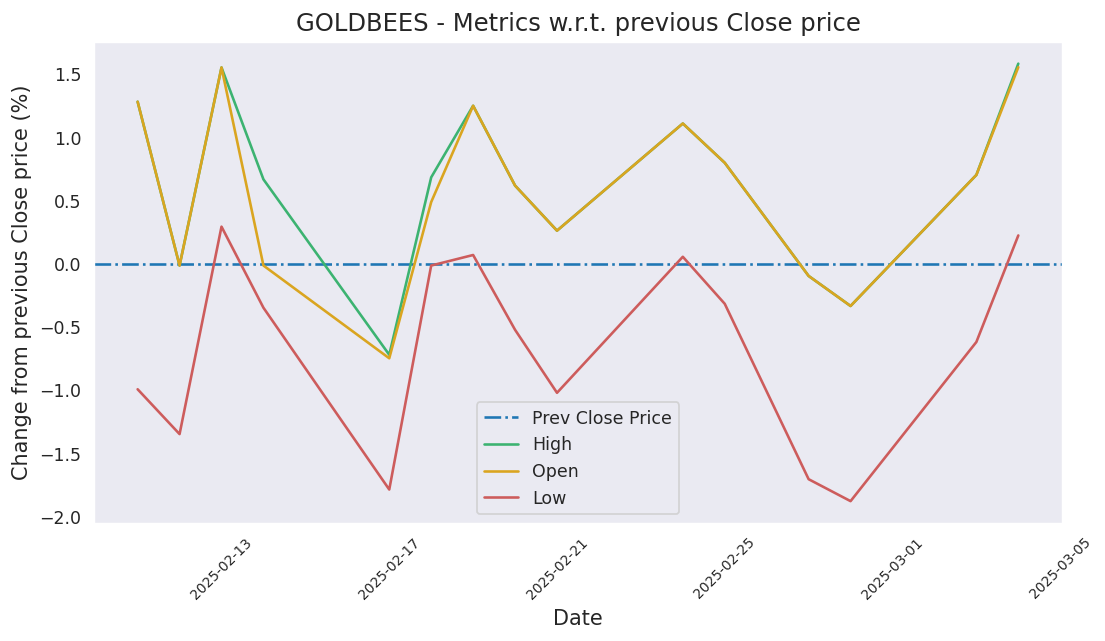 GOLDBEES - Metrics w.r.t. previous Close price
Change from previous Close price (%)
1.5
1.0
0.5
0.0
−0.5
−1.0
−1.5
−2.0
Prev Close Price
High
Open
Low
2025-02-13
2025-02-17
2025-02-21
2025-02-25
2025-03-01
2025-03-05
Date